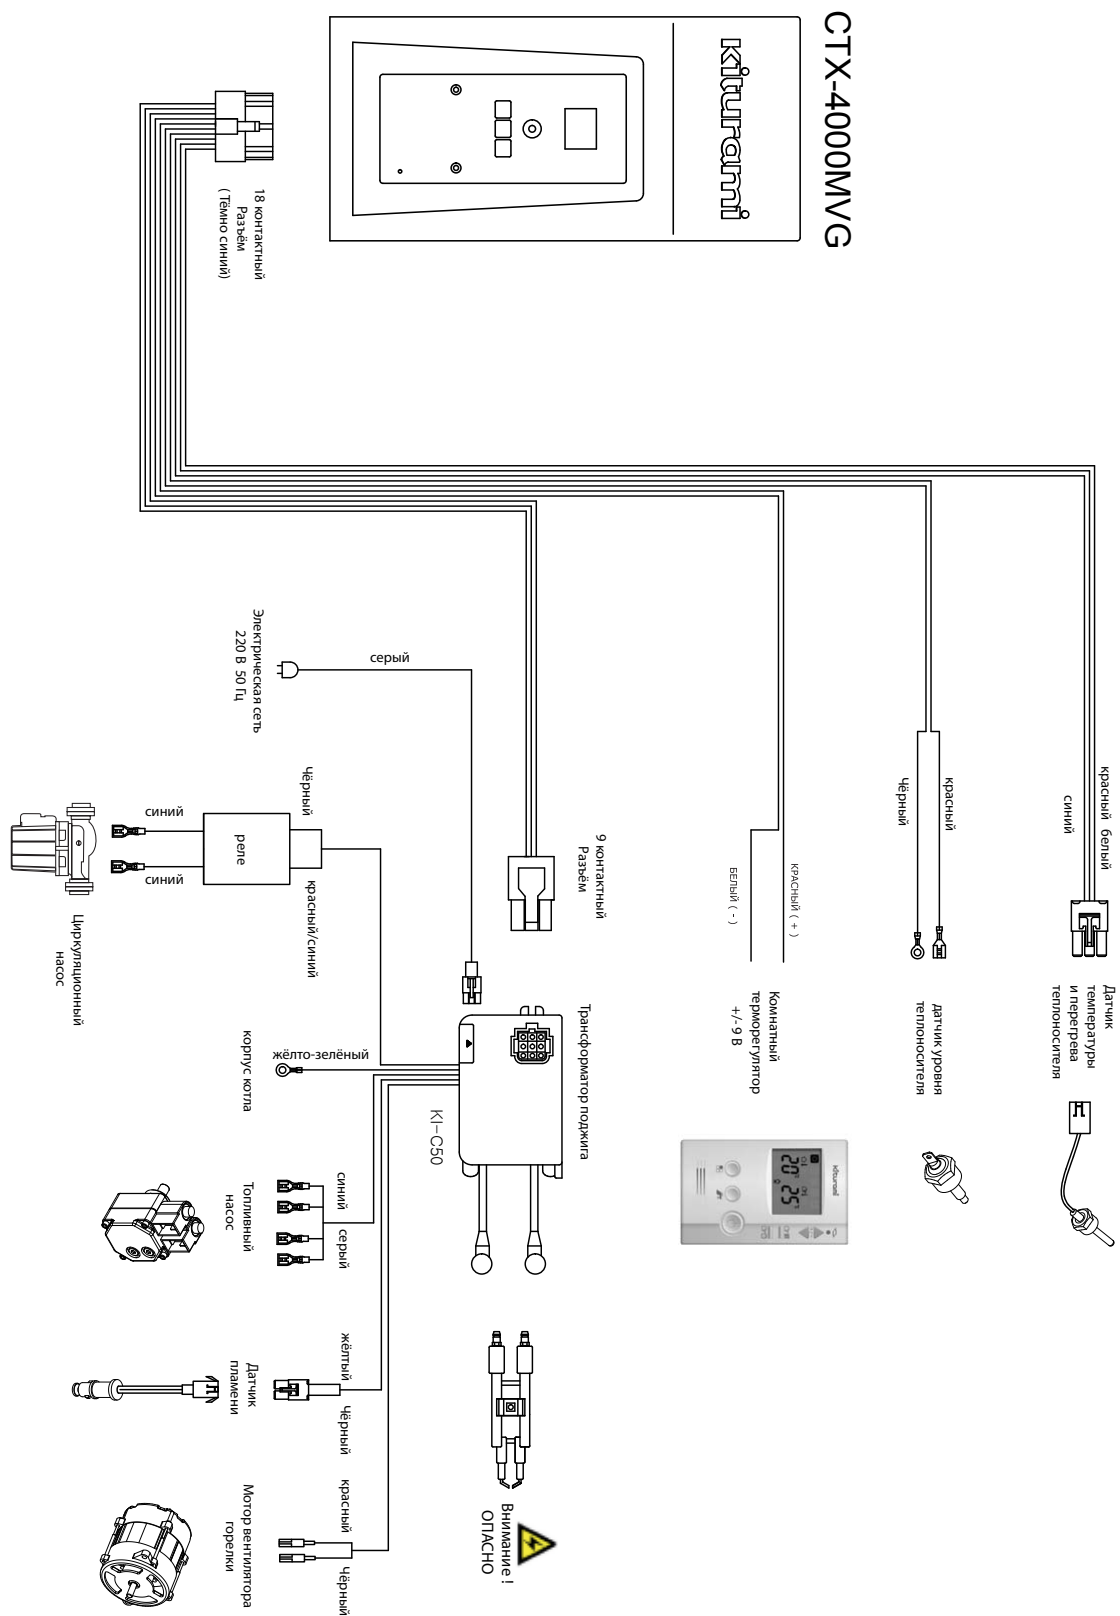 CTX-4000MVG
Kiturami
18 контактный
Разъём
( Тёмно синий)
красный белый
синий
Датчик
температуры
и перегрева
теплоносителя
красный
Чёрный
датчик уровня
теплоносителя
КРАСНЫЙ ( + )
БЕЛЫЙ ( - )
Комнатный
терморегулятор
+/- 9 В
kiturami
9 контактный
Разъём
Трансформатор поджига
KI-C50
Внимание !
ОПАСНО
серый
Электрическая сеть
220 В 50 Гц
Чёрный
красный/синий
реле
синий
синий
Циркуляционный
насос
жёлто-зелёный
корпус котла
синий
серый
Топливный
насос
жёлтый
Чёрный
Датчик
пламени
красный
Чёрный
Мотор вентилятора
горелки